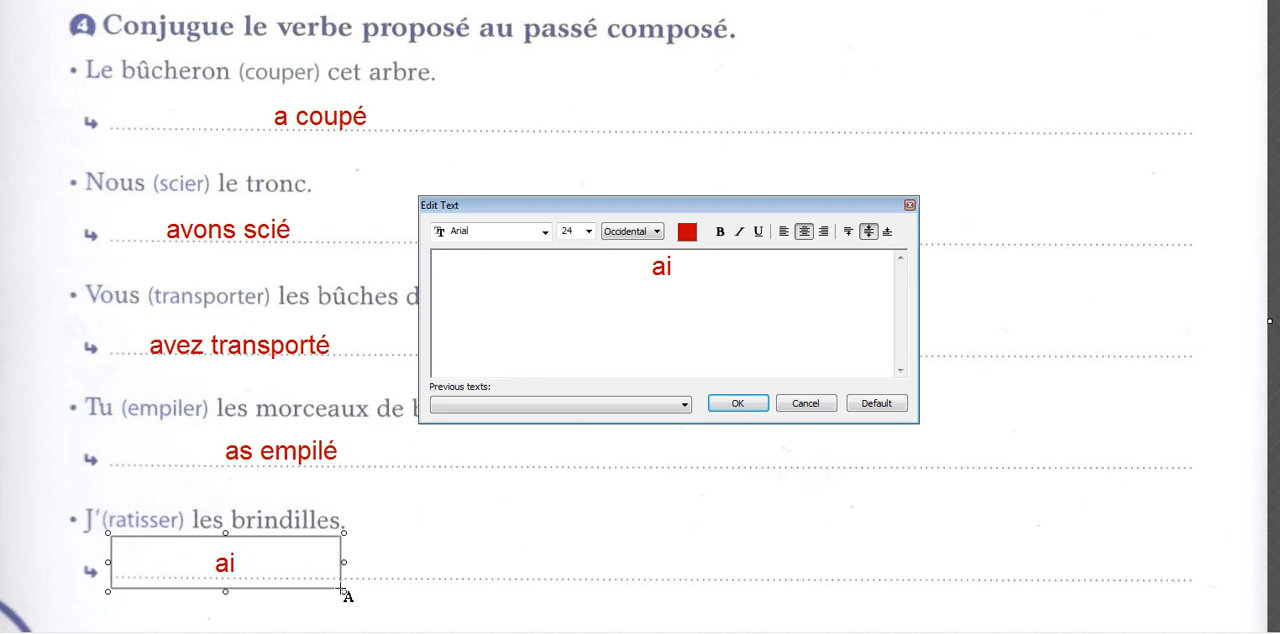 4 Conjugue le verbe proposé au passé composé.
• Le bûcheron (couper) cet arbre.
a coupé
• Nous (scier) le tronc.
avons scié
• Vous (transporter) les bûches d
avez transporté
• Tu (empiler) les morceaux de
as empilé
• J'(ratisser) les brindilles.
ai
A
Edit Text
Arial 24 Occidental B I U
ai
Previous texts:
OK Cancel Default